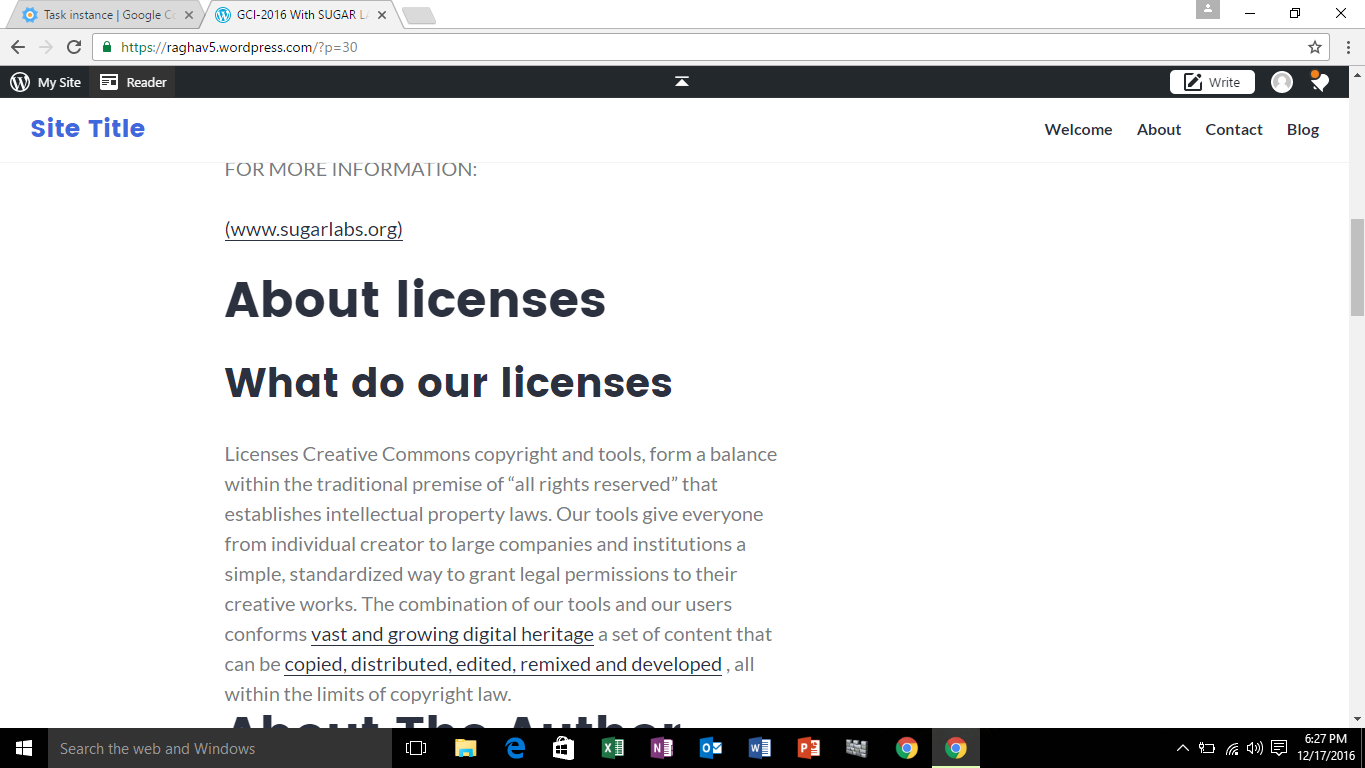 Task instance | Google Co
GCI-2016 With SUGAR LA
https://raghav5.wordpress.com/?p=30
My Site
Reader
Write
Site Title
Welcome
About
Contact
Blog
FOR MORE INFORMATION:
(www.sugarlabs.org)
About licenses
What do our licenses
Licenses Creative Commons copyright and tools, form a balance
within the traditional premise of “all rights reserved” that
establishes intellectual property laws. Our tools give everyone
from individual creator to large companies and institutions a
simple, standardized way to grant legal permissions to their
creative works. The combination of our tools and our users
conforms vast and growing digital heritage a set of content that
can be copied, distributed, edited, remixed and developed , all
within the limits of copyright law.
About The Author
Search the web and Windows
6:27 PM
12/17/2016